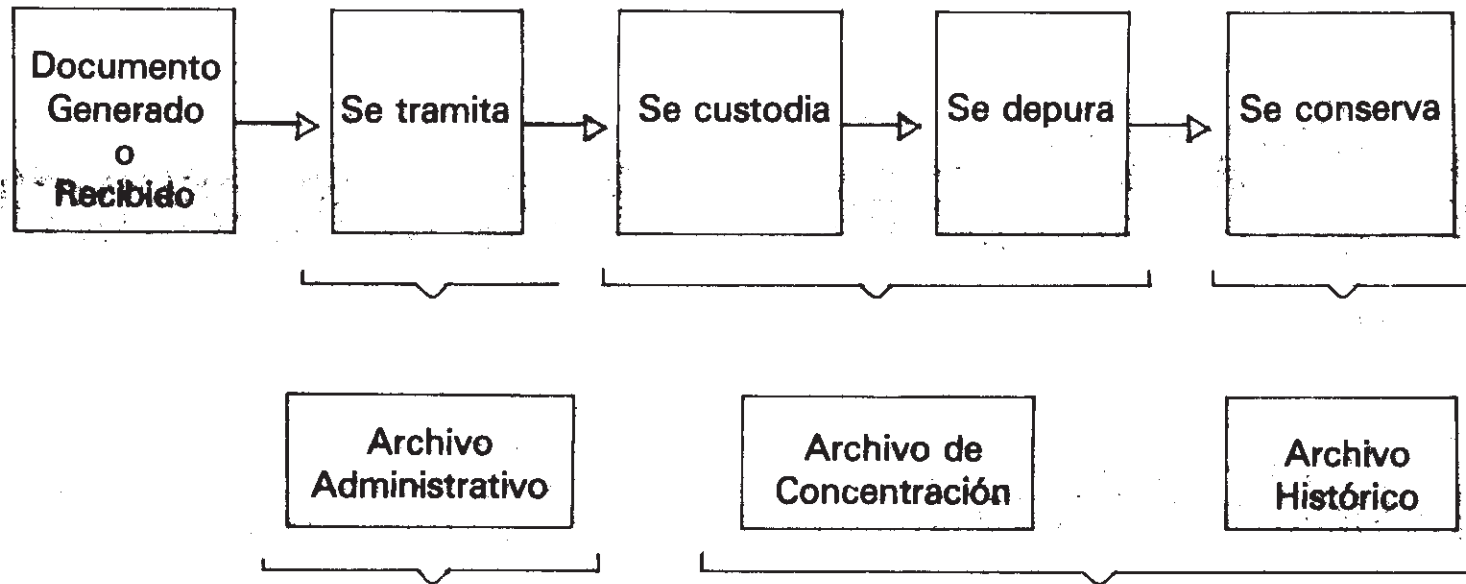 Documento
Generado
o
Recibido
Se tramita
Se custodia
Se depura
Se conserva
Archivo
Administrativo
Archivo de
Concentración
Archivo
Histórico